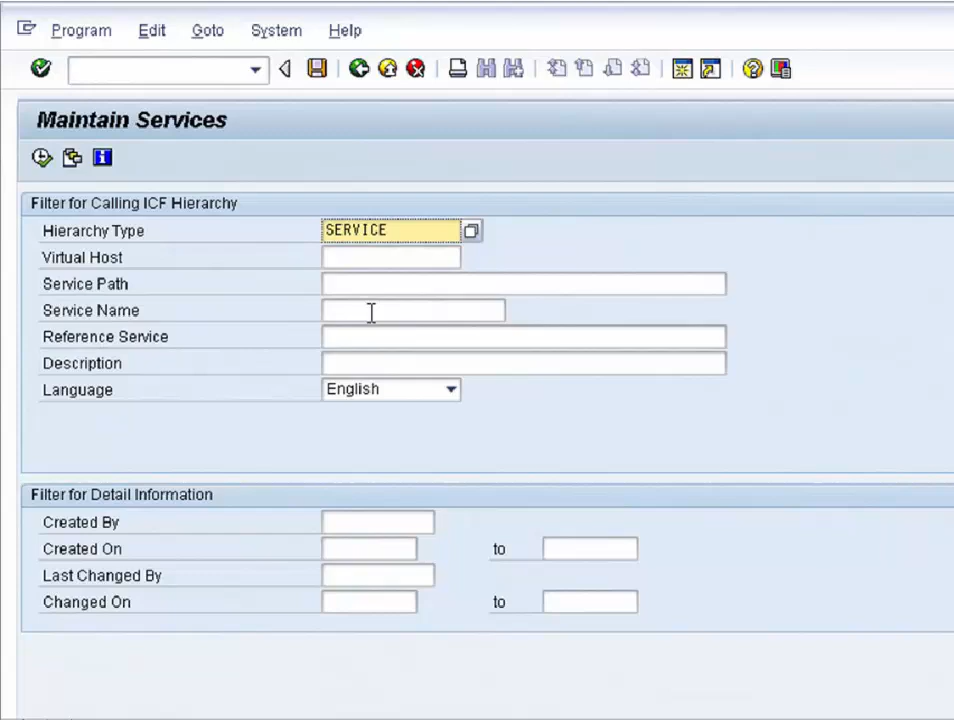 Program Edit Goto System Help
Maintain Services
Filter for Calling ICF Hierarchy
Hierarchy Type SERVICE
Virtual Host
Service Path
Service Name
Reference Service
Description
Language English
Filter for Detail Information
Created By
Created On to
Last Changed By
Changed On to